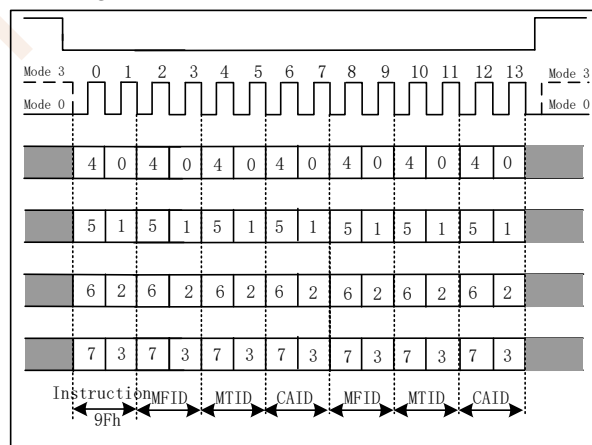 Mode 3 0 1 2 3 4 5 6 7 8 9 10 11 12 13 Mode 3
Mode 0 Mode 0
4 0 4 0 4 0 4 0 4 0 4 0 4 0
5 1 5 1 5 1 5 1 5 1 5 1 5 1
6 2 6 2 6 2 6 2 6 2 6 2 6 2
7 3 7 3 7 3 7 3 7 3 7 3 7 3
Instruction MFID MTID CAID MFID MTID CAID
9Fh